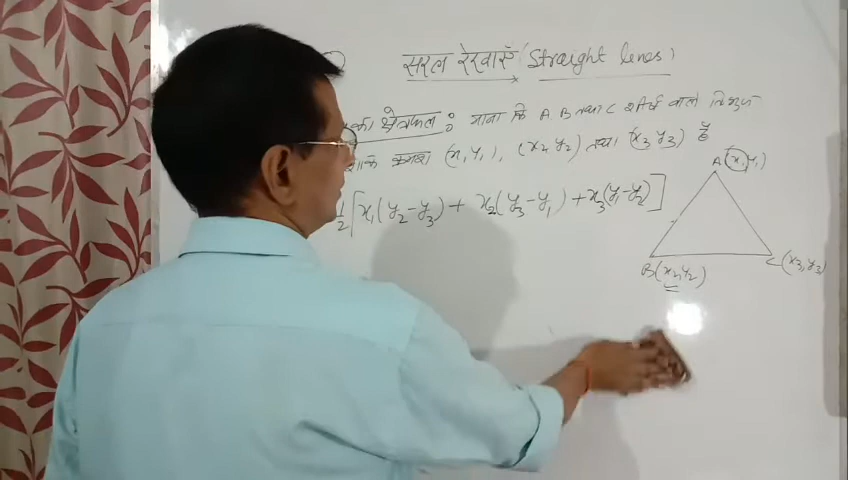 सरल रेखाएँ (Straight lines)
का क्षेत्रफल : माना कि A B तथा C शीर्ष वाले त्रिभुज
क्रमशः (x₁ y₁), (x₂ y₂) तथा (x₃ y₃) है
½ [x₁(y₂-y₃) + x₂(y₃-y₁) + x₃(y₁-y₂)]
A (x₁ y₁)
B (x₂, y₂)
C (x₃, y₃)